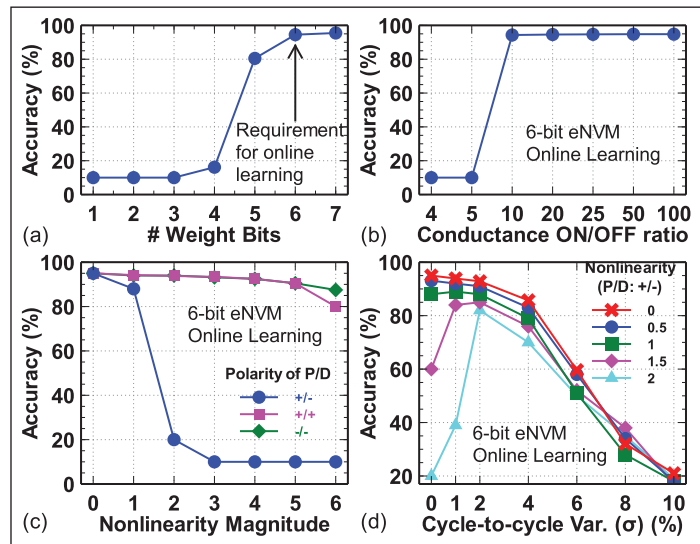 100
80
60
40
20
0
Accuracy (%)
Requirement
for online
learning
1 2 3 4 5 6 7
(a) # Weight Bits
100
80
60
40
20
0
Accuracy (%)
6-bit eNVM
Online Learning
4 5 10 20 25 50 100
(b) Conductance ON/OFF ratio
100
80
60
40
20
0
Accuracy (%)
6-bit eNVM
Online Learning
Polarity of P/D
+/-
+/+
-/-
0 1 2 3 4 5 6
(c) Nonlinearity Magnitude
100
80
60
40
20
Accuracy (%)
Nonlinearity
(P/D: +/-)
0
0.5
1
1.5
2
6-bit eNVM
Online Learning
0 1 2 4 6 8 10
(d) Cycle-to-cycle Var. (σ) (%)